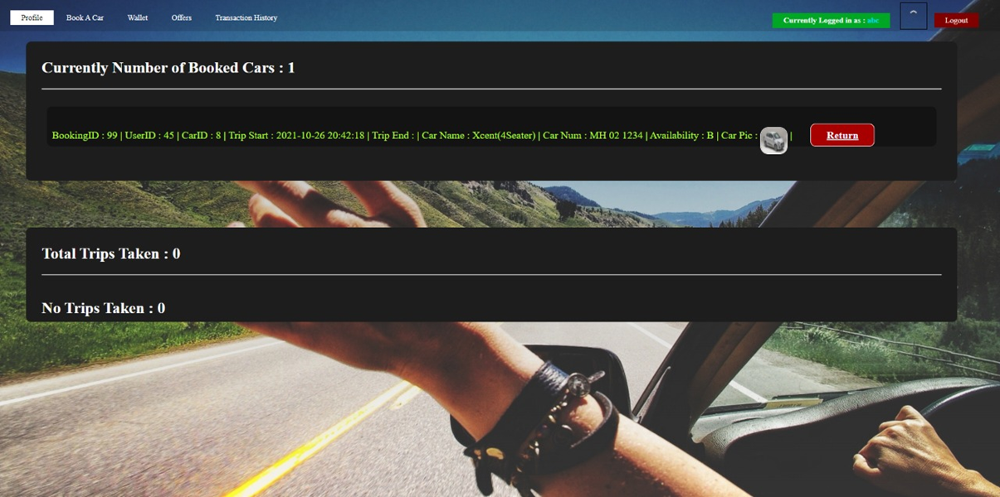 Profile Book A Car Wallet Offers Transaction History Currently Logged in as : abc Logout
Currently Number of Booked Cars : 1
BookingID : 99 | UserID : 45 | CarID : 8 | Trip Start : 2021-10-26 20:42:18 | Trip End : | Car Name : Xcent(4Seater) | Car Num : MH 02 1234 | Availability : B | Car Pic : | Return
Total Trips Taken : 0
No Trips Taken : 0